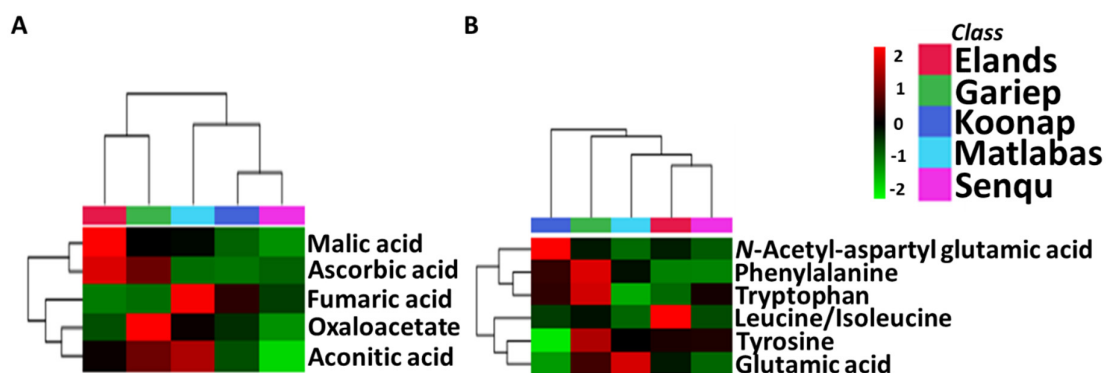 A
B
Class
Elands
Gariep
Koonap
Matlabas
Senqu
2
1
0
-1
-2
Malic acid
Ascorbic acid
Fumaric acid
Oxaloacetate
Aconitic acid
N-Acetyl-aspartyl glutamic acid
Phenylalanine
Tryptophan
Leucine/Isoleucine
Tyrosine
Glutamic acid